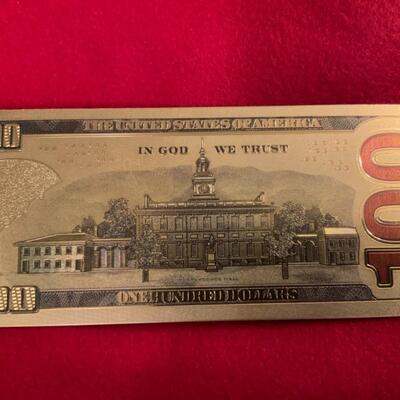 THE UNITED STATES OF AMERICA
IN GOD WE TRUST
100
ONE HUNDRED DOLLARS